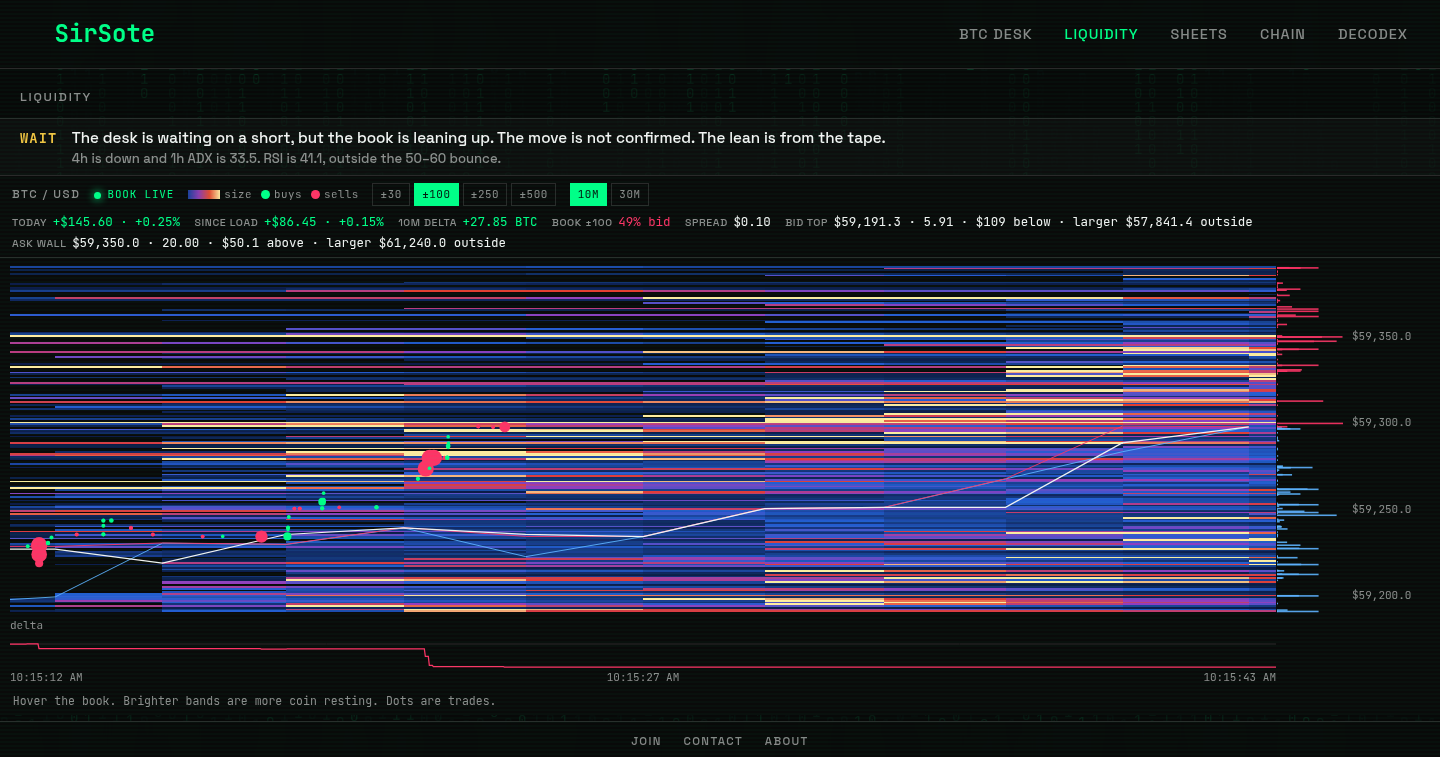 SirSote
BTC DESK LIQUIDITY SHEETS CHAIN DECODEX
LIQUIDITY
WAIT The desk is waiting on a short, but the book is leaning up. The move is not confirmed. The lean is from the tape.
4h is down and 1h ADX is 33.5. RSI is 41.1, outside the 50–60 bounce.
BTC / USD BOOK LIVE size buys sells ±30 ±100 ±250 ±500 10M 30M
TODAY +$145.60 · +0.25% SINCE LOAD +$86.45 · +0.15% 10M DELTA +27.85 BTC BOOK ±100 49% bid SPREAD $0.10 BID TOP $59,191.3 · 5.91 · $109 below · larger $57,841.4 outside
ASK WALL $59,350.0 · 20.00 · $50.1 above · larger $61,240.0 outside
$59,350.0
$59,300.0
$59,250.0
$59,200.0
delta
10:15:12 AM 10:15:27 AM 10:15:43 AM
Hover the book. Brighter bands are more coin resting. Dots are trades.
JOIN CONTACT ABOUT